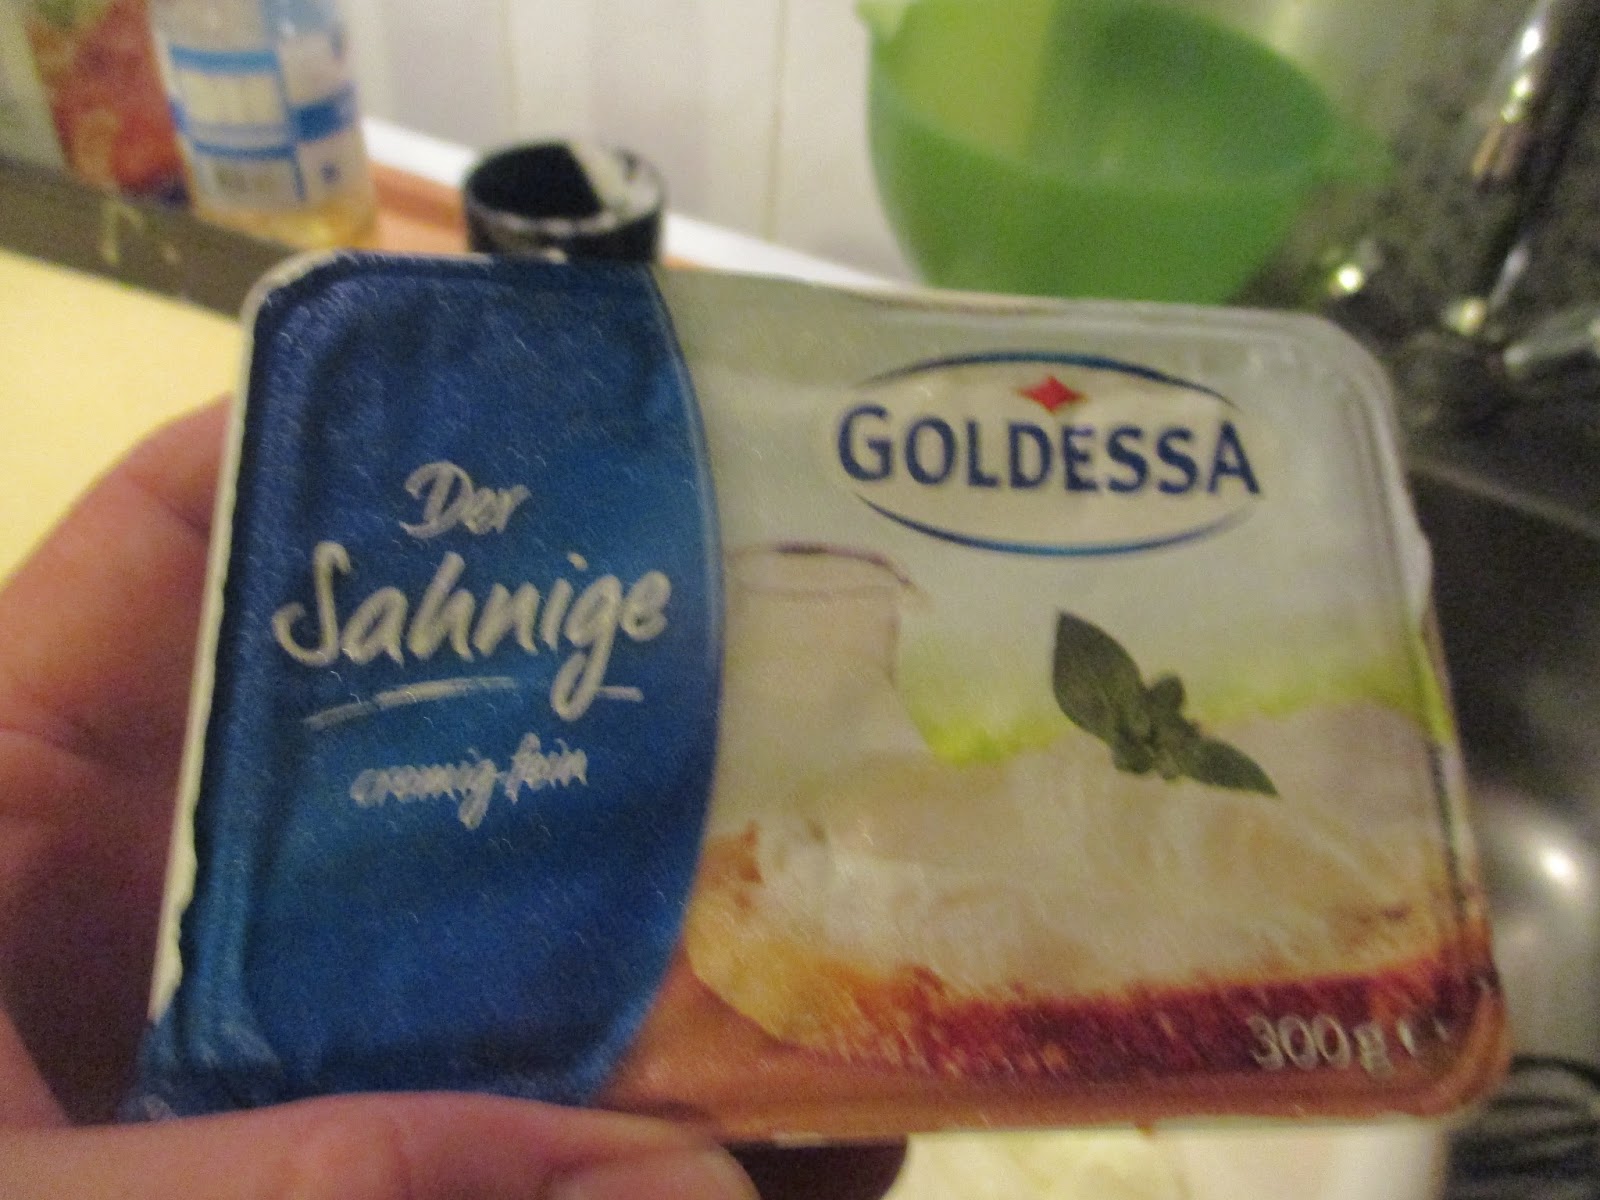 Der
Sahnige
cremig-fein
GOLDESSA
300g e